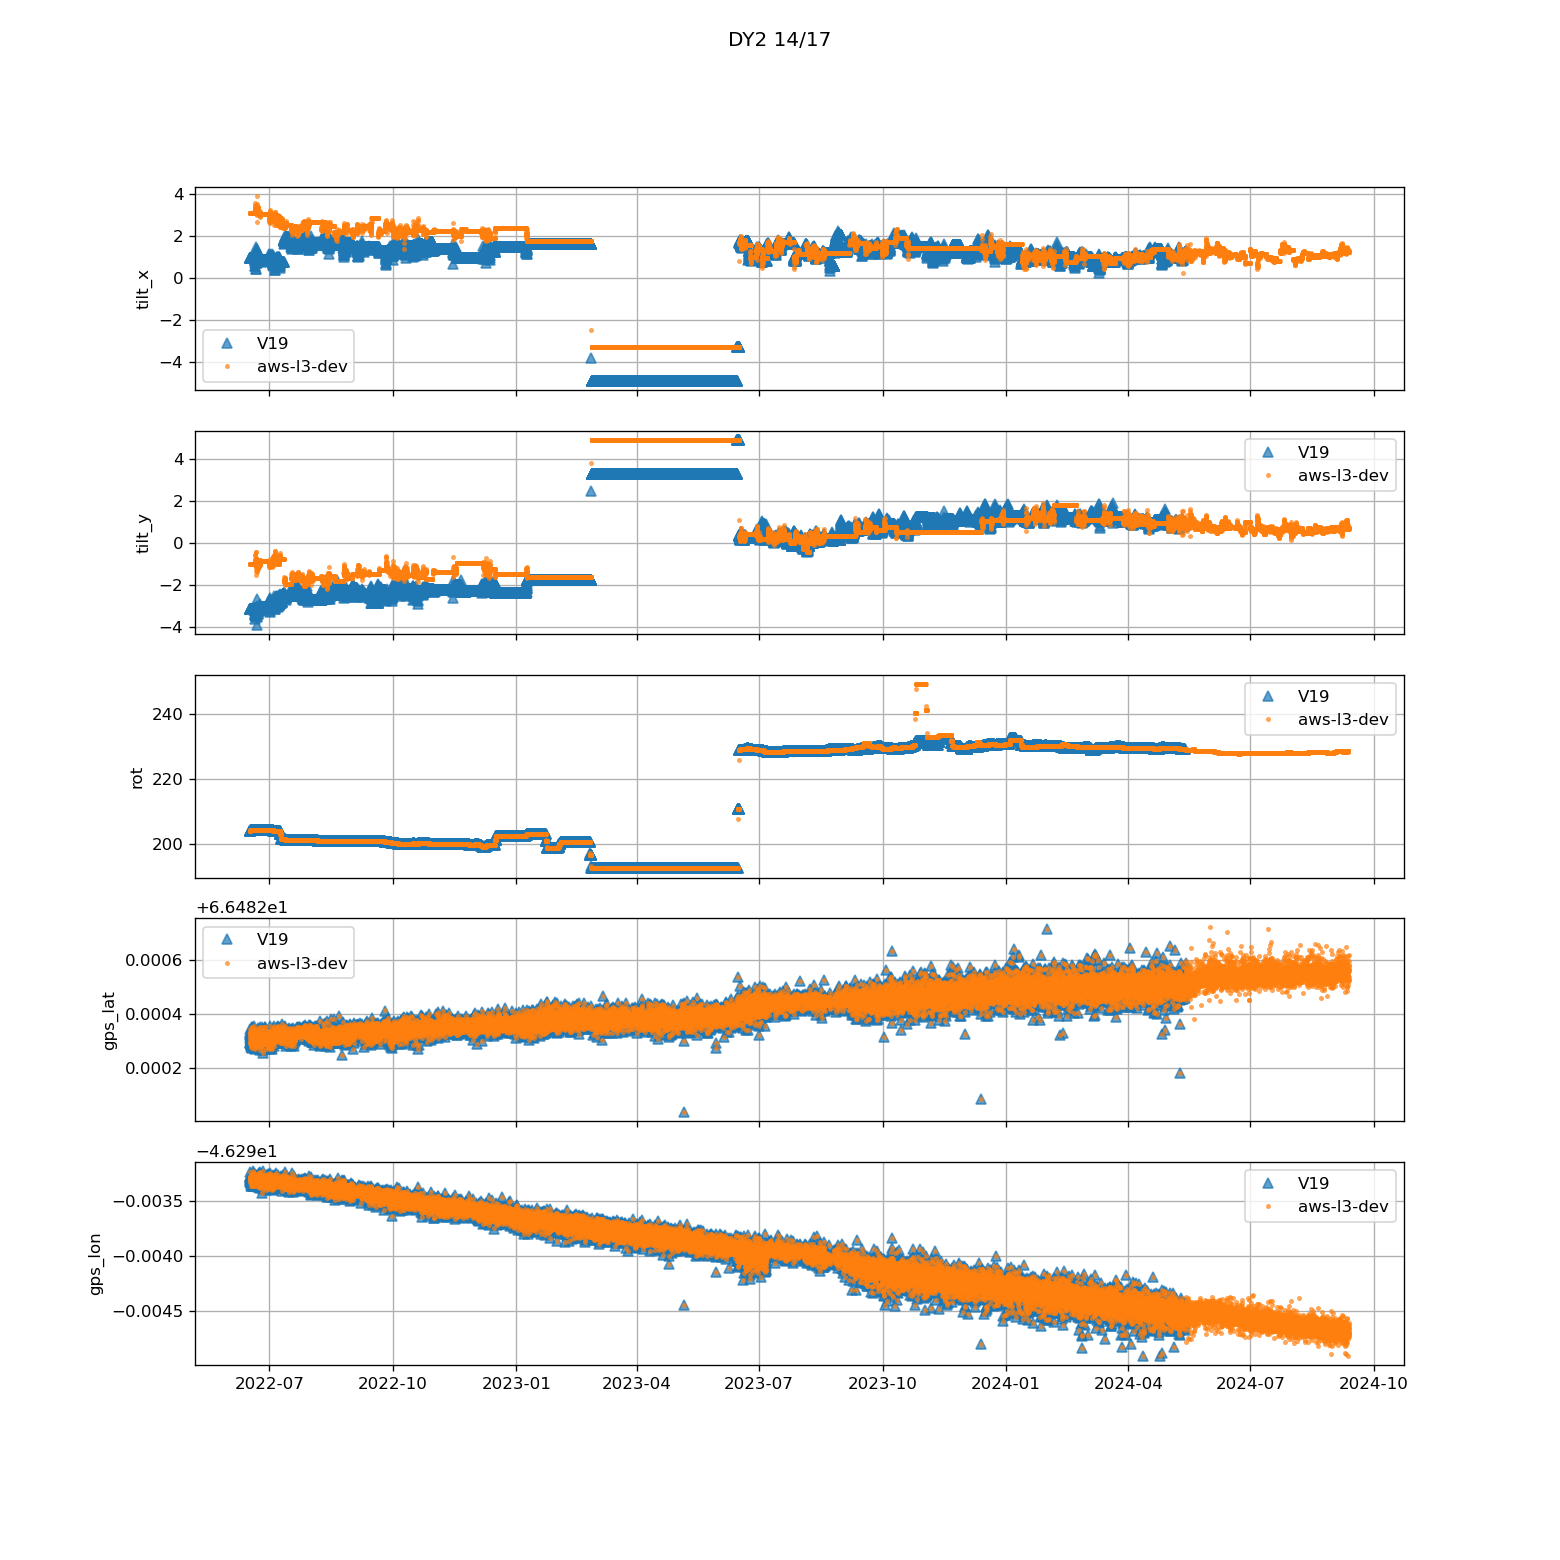 DY2 14/17
4
2
0
−2
−4
tilt_x
V19
aws-l3-dev
4
2
0
−2
−4
tilt_y
V19
aws-l3-dev
240
220
200
rot
V19
aws-l3-dev
+6.6482e1
0.0006
0.0004
0.0002
gps_lat
V19
aws-l3-dev
−4.629e1
−0.0035
−0.0040
−0.0045
gps_lon
V19
aws-l3-dev
2022-07 2022-10 2023-01 2023-04 2023-07 2023-10 2024-01 2024-04 2024-07 2024-10